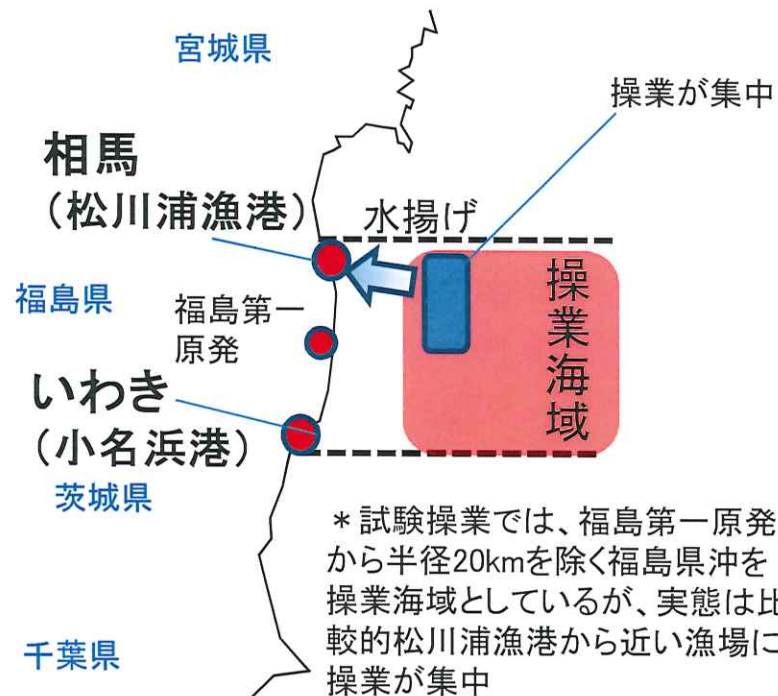 宮城県
操業が集中
相馬
（松川浦漁港）
水揚げ
福島県
福島第一
原発
操業海域
いわき
（小名浜港）
茨城県
＊試験操業では、福島第一原発
から半径20kmを除く福島県沖を
操業海域としているが、実態は比
較的松川浦漁港から近い漁場に
操業が集中
千葉県